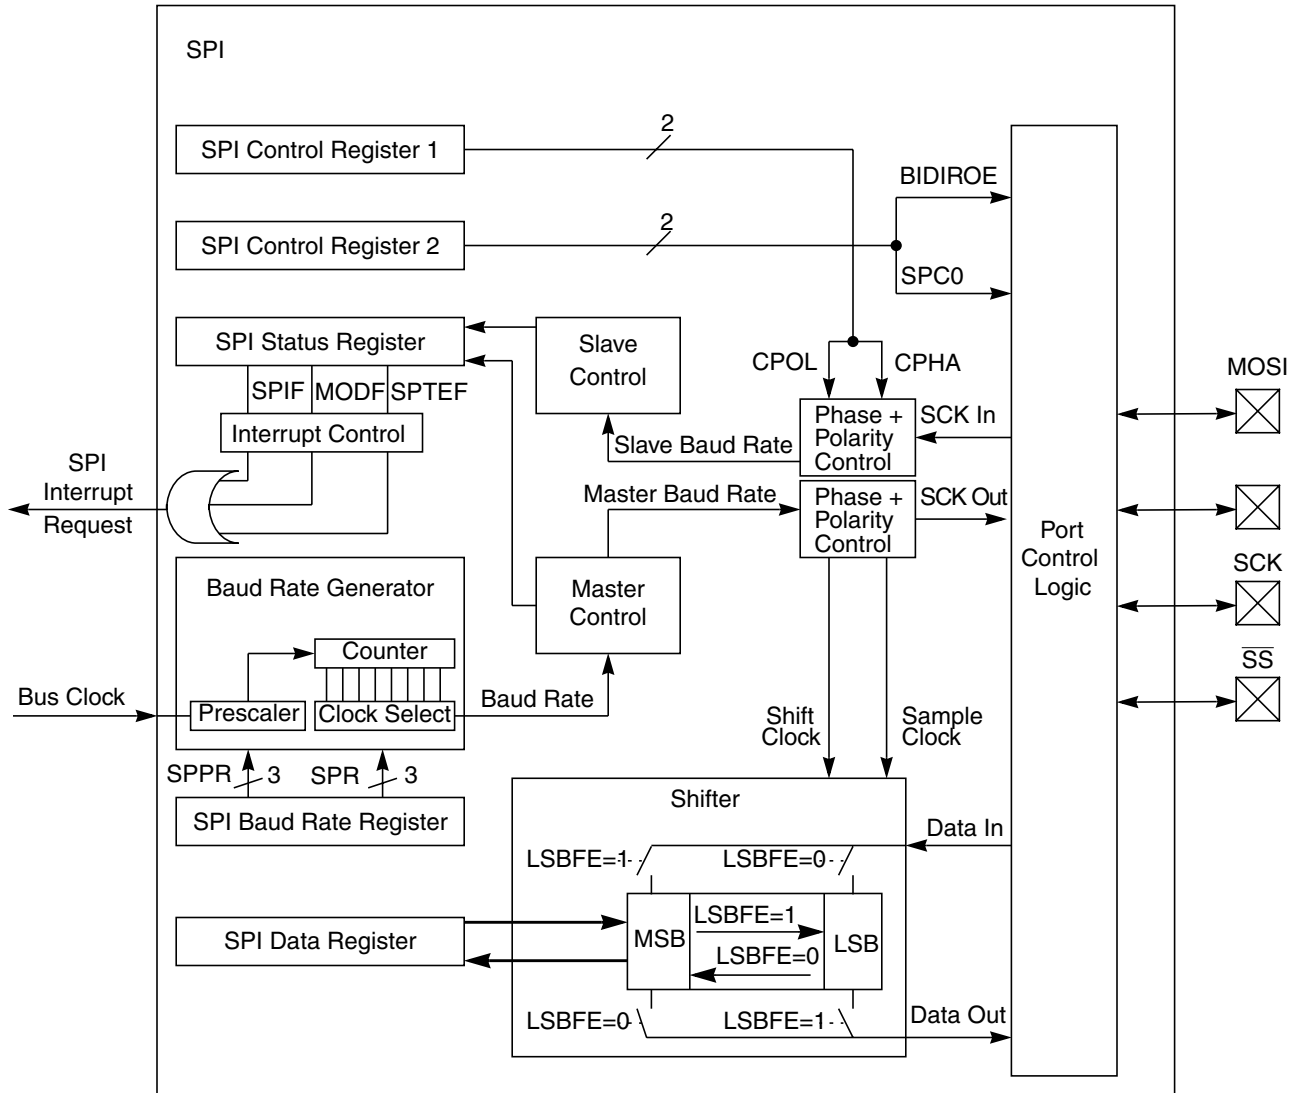 SPI
SPI Control Register 1
2
BIDIROE
SPI Control Register 2
2
SPC0
SPI Status Register
Slave
Control
CPOL
CPHA
MOSI
SPIF
MODF
SPTEF
Interrupt Control
Phase +
Polarity
Control
SCK In
Slave Baud Rate
SPI
Interrupt
Request
Master Baud Rate
Phase +
Polarity
Control
SCK Out
Port
Control
Logic
SCK
Baud Rate Generator
Master
Control
Counter
SS
Bus Clock
Prescaler
Clock Select
Baud Rate
Shift
Clock
Sample
Clock
SPPR
3
SPR
3
SPI Baud Rate Register
Shifter
Data In
LSBFE=1
LSBFE=0
SPI Data Register
MSB
LSBFE=1
LSBFE=0
LSB
LSBFE=0
LSBFE=1
Data Out